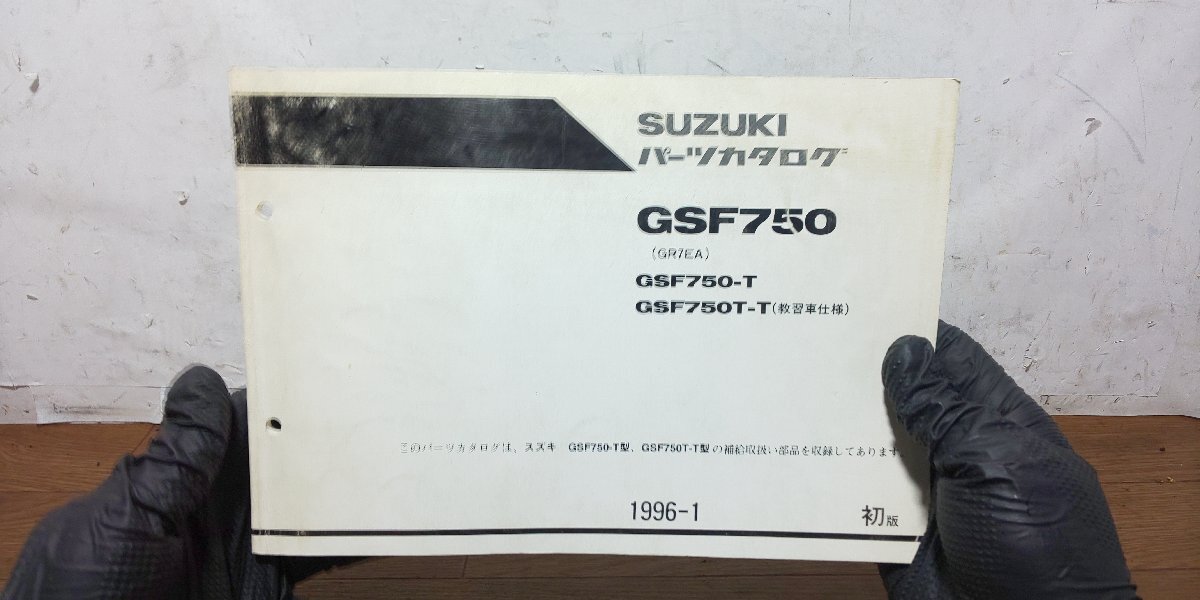 SUZUKI
パーツカタログ
GSF750
(GR7EA)
GSF750-T
GSF750T-T(教習車仕様)
このパーツカタログは、スズキ GSF750-T型、GSF750T-T型の補給取扱い部品を収録してあります
1996-1
初版